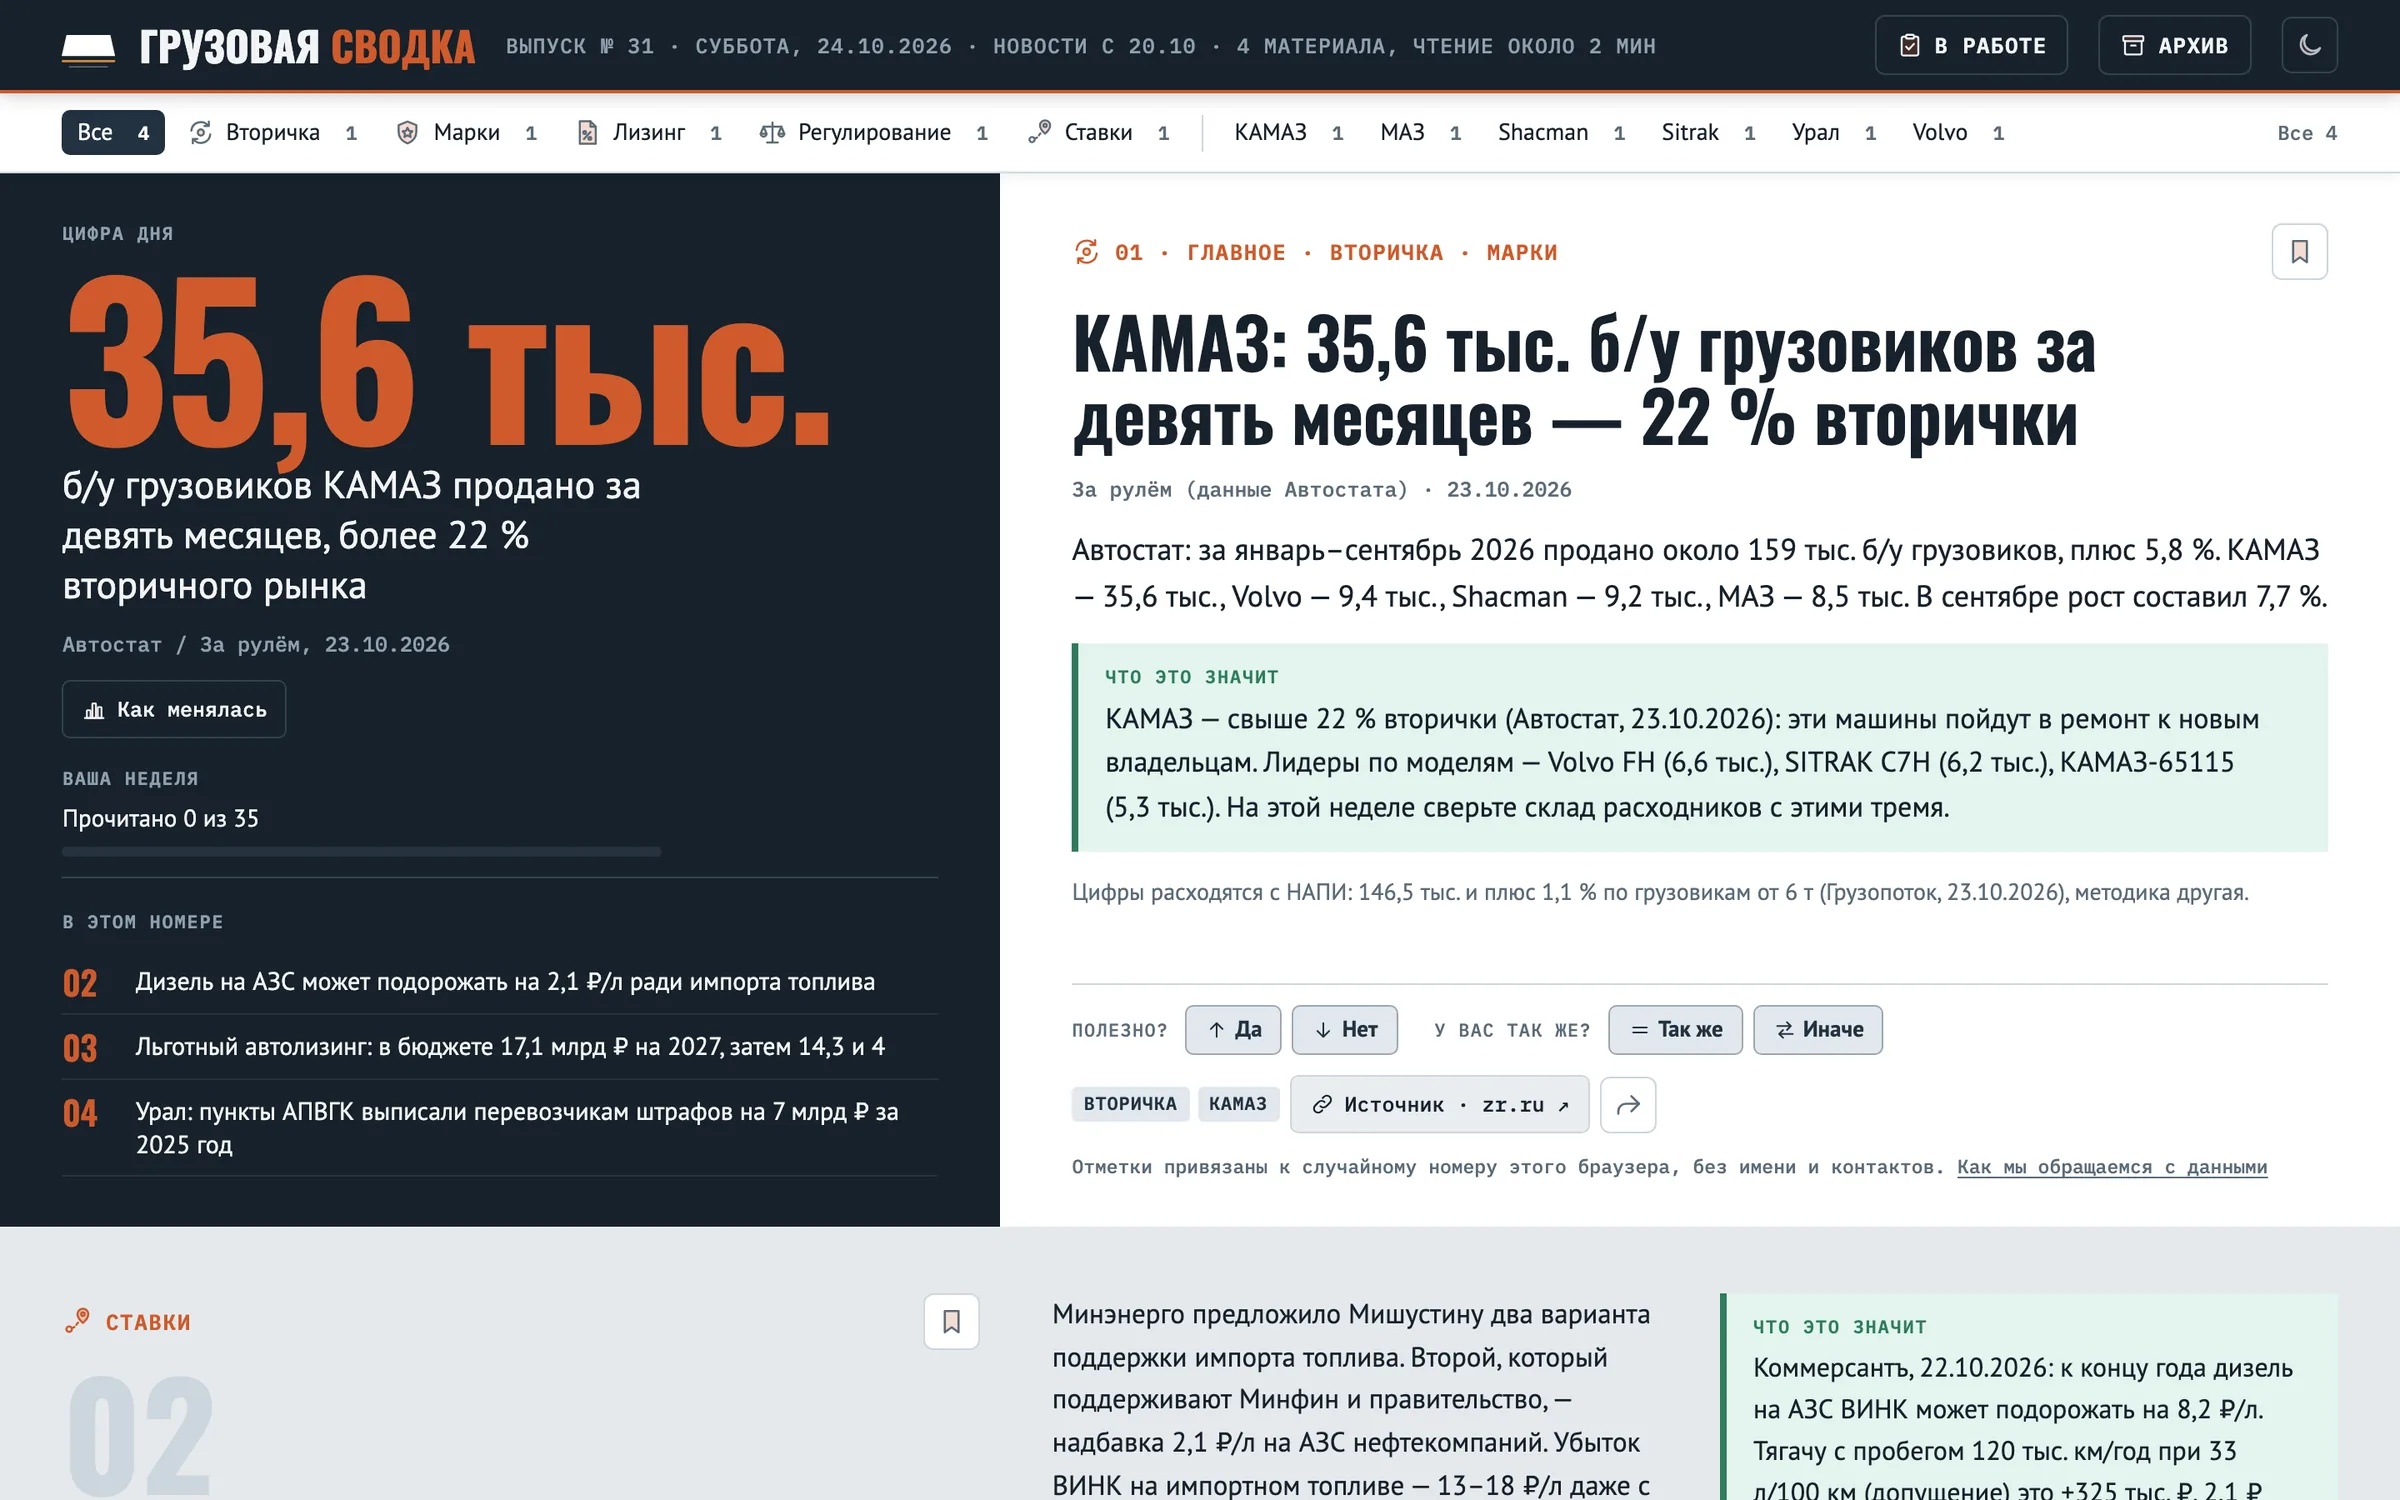 ГРУЗОВАЯ СВОДКА
ВЫПУСК № 31 · СУББОТА, 24.10.2026 · НОВОСТИ С 20.10 · 4 МАТЕРИАЛА, ЧТЕНИЕ ОКОЛО 2 МИН
В РАБОТЕ
АРХИВ
Все 4
Вторичка 1
Марки 1
Лизинг 1
Регулирование 1
Ставки 1
КАМАЗ 1
МАЗ 1
Shacman 1
Sitrak 1
Урал 1
Volvo 1
Все 4
ЦИФРА ДНЯ
35,6 тыс.
б/у грузовиков КАМАЗ продано за
девять месяцев, более 22 %
вторичного рынка
Автостат / За рулём, 23.10.2026
Как менялась
ВАША НЕДЕЛЯ
Прочитано 0 из 35
В ЭТОМ НОМЕРЕ
02 Дизель на АЗС может подорожать на 2,1 ₽/л ради импорта топлива
03 Льготный автолизинг: в бюджете 17,1 млрд ₽ на 2027, затем 14,3 и 4
04 Урал: пункты АПВГК выписали перевозчикам штрафов на 7 млрд ₽ за
2025 год
01 · ГЛАВНОЕ · ВТОРИЧКА · МАРКИ
КАМАЗ: 35,6 тыс. б/у грузовиков за
девять месяцев — 22 % вторички
За рулём (данные Автостата) · 23.10.2026
Автостат: за январь–сентябрь 2026 продано около 159 тыс. б/у грузовиков, плюс 5,8 %. КАМАЗ
— 35,6 тыс., Volvo — 9,4 тыс., Shacman — 9,2 тыс., МАЗ — 8,5 тыс. В сентябре рост составил 7,7 %.
ЧТО ЭТО ЗНАЧИТ
КАМАЗ — свыше 22 % вторички (Автостат, 23.10.2026): эти машины пойдут в ремонт к новым
владельцам. Лидеры по моделям — Volvo FH (6,6 тыс.), SITRAK C7H (6,2 тыс.), КАМАЗ-65115
(5,3 тыс.). На этой неделе сверьте склад расходников с этими тремя.
Цифры расходятся с НАПИ: 146,5 тыс. и плюс 1,1 % по грузовикам от 6 т (Грузопоток, 23.10.2026), методика другая.
ПОЛЕЗНО? ↑ Да ↓ Нет У ВАС ТАК ЖЕ? = Так же ⇄ Иначе
ВТОРИЧКА КАМАЗ Источник · zr.ru ↗
Отметки привязаны к случайному номеру этого браузера, без имени и контактов. Как мы обращаемся с данными
СТАВКИ
02
Минэнерго предложило Мишустину два варианта
поддержки импорта топлива. Второй, который
поддерживают Минфин и правительство, —
надбавка 2,1 ₽/л на АЗС нефтекомпаний. Убыток
ВИНК на импортном топливе — 13–18 ₽/л даже с
ЧТО ЭТО ЗНАЧИТ
Коммерсантъ, 22.10.2026: к концу года дизель
на АЗС ВИНК может подорожать на 8,2 ₽/л.
Тягачу с пробегом 120 тыс. км/год при 33
л/100 км (допущение) это +325 тыс. ₽. 2,1 ₽